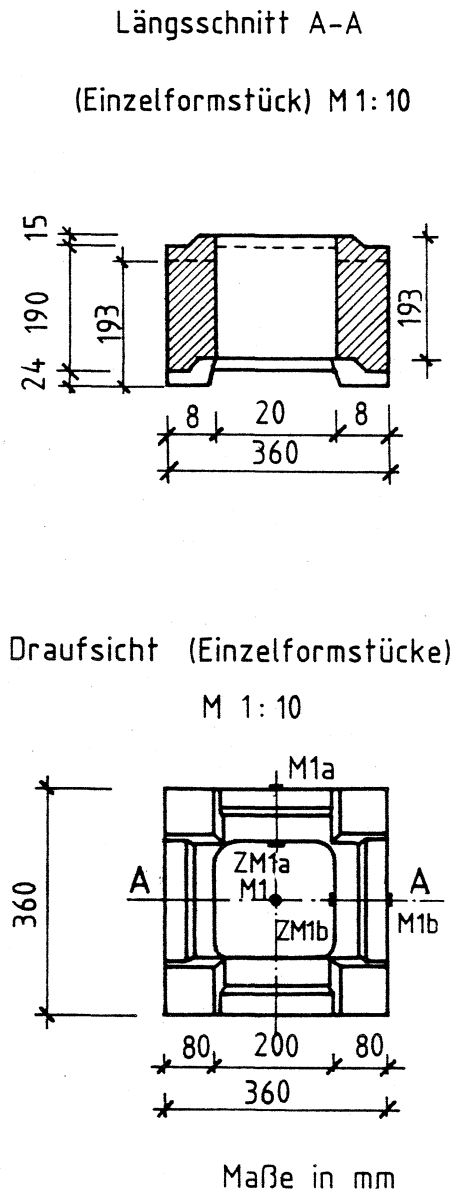 Längsschnitt A-A
(Einzelformstück) M 1:10
15
190
24
193
193
8 20 8
360
Draufsicht (Einzelformstücke)
M 1:10
M1a
ZM1a
A M1 A
ZM1b M1b
360
80 200 80
360
Maße in mm